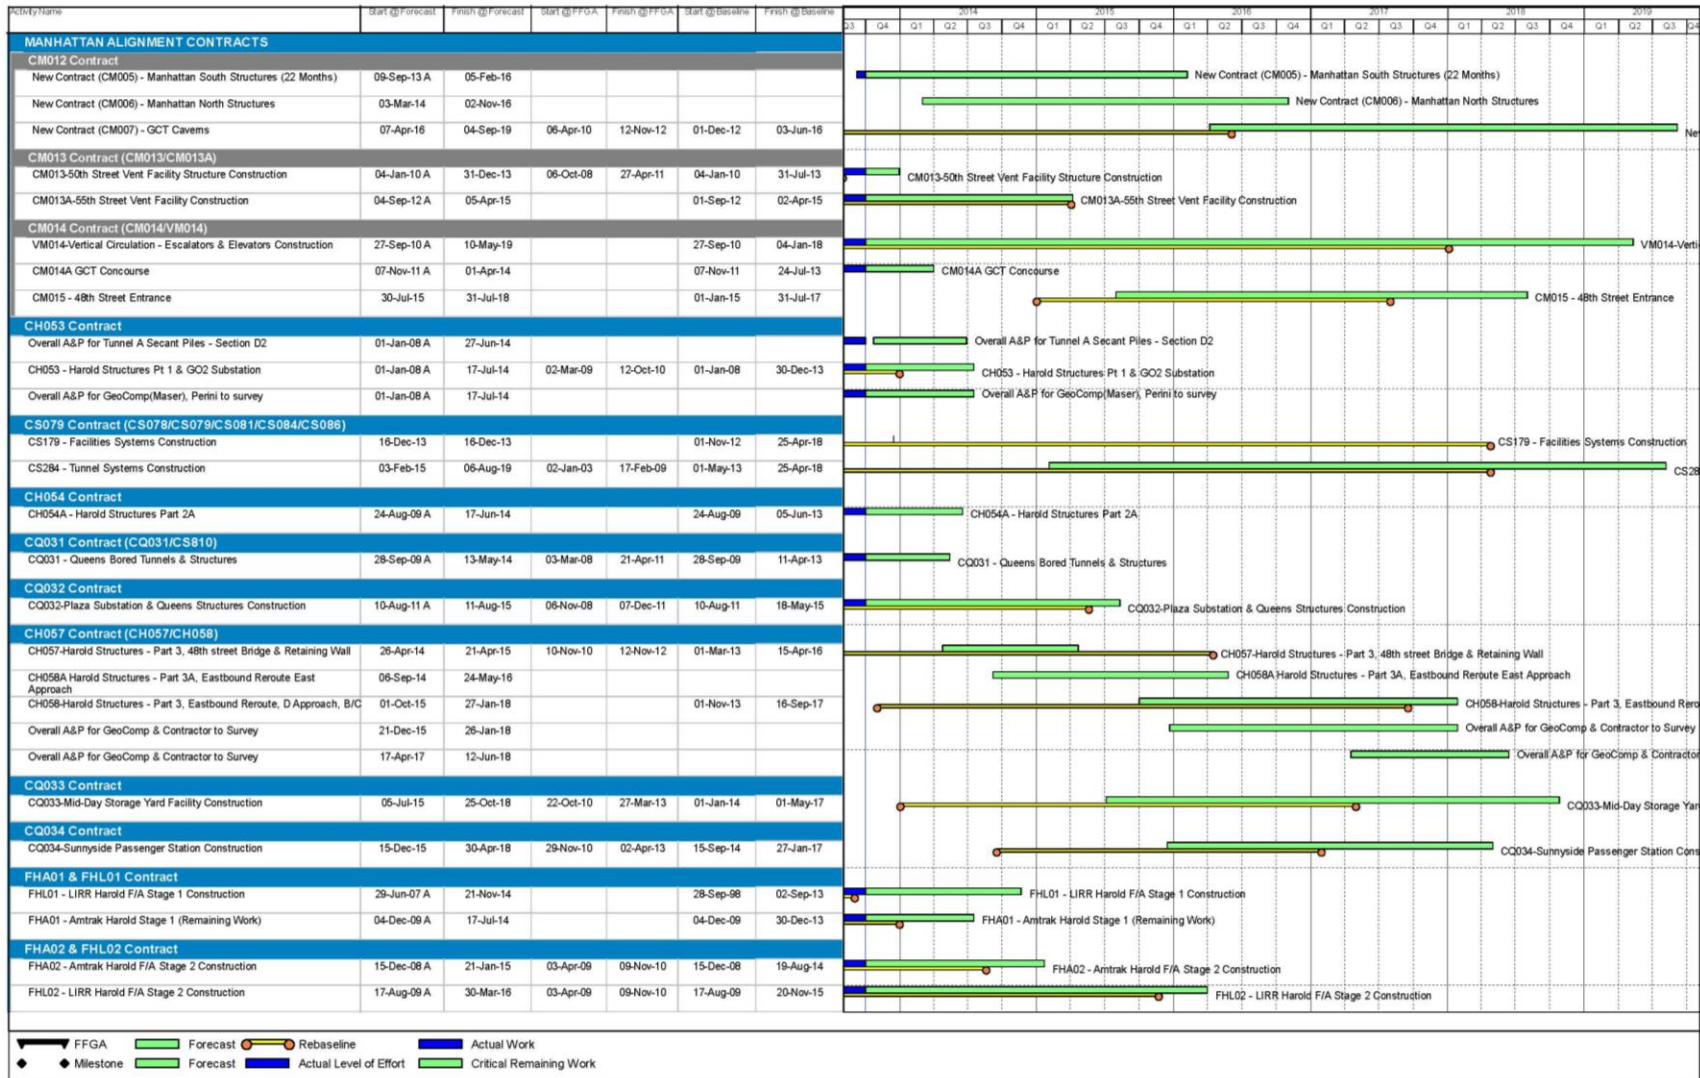 Activity Name Start @ Forecast Finish @ Forecast Start @ FFGA Finish @ FFGA Start @ Baseline Finish @ Baseline 2014 2015 2016 2017 2018 2019
Q3 Q4 Q1 Q2 Q3 Q4 Q1 Q2 Q3 Q4 Q1 Q2 Q3 Q4 Q1 Q2 Q3 Q4 Q1 Q2 Q3 Q4 Q1 Q2 Q3 Q4
MANHATTAN ALIGNMENT CONTRACTS
CM012 Contract
New Contract (CM005) - Manhattan South Structures (22 Months) 09-Sep-13 A 05-Feb-16 New Contract (CM005) - Manhattan South Structures (22 Months)
New Contract (CM006) - Manhattan North Structures 03-Mar-14 02-Nov-16 New Contract (CM006) - Manhattan North Structures
New Contract (CM007) - GCT Caverns 07-Apr-16 04-Sep-19 06-Apr-10 12-Nov-12 01-Dec-12 03-Jun-16 Ne
CM013 Contract (CM013/CM013A)
CM013-50th Street Vent Facility Structure Construction 04-Jan-10 A 31-Dec-13 06-Oct-08 27-Apr-11 04-Jan-10 31-Jul-13 CM013-50th Street Vent Facility Structure Construction
CM013A-55th Street Vent Facility Construction 04-Sep-12 A 05-Apr-15 01-Sep-12 02-Apr-15 CM013A-55th Street Vent Facility Construction
CM014 Contract (CM014/VM014)
VM014-Vertical Circulation - Escalators & Elevators Construction 27-Sep-10 A 10-May-19 27-Sep-10 04-Jan-18 VM014-Verti
CM014A GCT Concourse 07-Nov-11 A 01-Apr-14 07-Nov-11 24-Jul-13 CM014A GCT Concourse
CM015 - 48th Street Entrance 30-Jul-15 31-Jul-18 01-Jan-15 31-Jul-17 CM015 - 48th Street Entrance
CH053 Contract
Overall A&P for Tunnel A Secant Piles - Section D2 01-Jan-08 A 27-Jun-14 Overall A&P for Tunnel A Secant Piles - Section D2
CH053 - Harold Structures Pt 1 & GO2 Substation 01-Jan-08 A 17-Jul-14 02-Mar-09 12-Oct-10 01-Jan-08 30-Dec-13 CH053 - Harold Structures Pt 1 & GO2 Substation
Overall A&P for GeoComp(Maser), Perini to survey 01-Jan-08 A 17-Jul-14 Overall A&P for GeoComp(Maser), Perini to survey
CS079 Contract (CS078/CS079/CS081/CS084/CS086)
CS179 - Facilities Systems Construction 16-Dec-13 16-Dec-13 01-Nov-12 25-Apr-18 CS179 - Facilities Systems Construction
CS284 - Tunnel Systems Construction 03-Feb-15 06-Aug-19 02-Jan-03 17-Feb-09 01-May-13 25-Apr-18 CS28
CH054 Contract
CH054A - Harold Structures Part 2A 24-Aug-09 A 17-Jun-14 24-Aug-09 05-Jun-13 CH054A - Harold Structures Part 2A
CQ031 Contract (CQ031/CS810)
CQ031 - Queens Bored Tunnels & Structures 28-Sep-09 A 13-May-14 03-Mar-08 21-Apr-11 28-Sep-09 11-Apr-13 CQ031 - Queens Bored Tunnels & Structures
CQ032 Contract
CQ032-Plaza Substation & Queens Structures Construction 10-Aug-11 A 11-Aug-15 06-Nov-08 07-Dec-11 10-Aug-11 18-May-15 CQ032-Plaza Substation & Queens Structures Construction
CH057 Contract (CH057/CH058)
CH057-Harold Structures - Part 3, 48th street Bridge & Retaining Wall 26-Apr-14 21-Apr-15 10-Nov-10 12-Nov-12 01-Mar-13 15-Apr-16 CH057-Harold Structures - Part 3, 48th street Bridge & Retaining Wall
CH058A Harold Structures - Part 3A, Eastbound Reroute East 06-Sep-14 24-May-16 CH058A Harold Structures - Part 3A, Eastbound Reroute East Approach
Approach
CH058-Harold Structures - Part 3, Eastbound Reroute, D Approach, B/C 01-Oct-15 27-Jan-18 01-Nov-13 16-Sep-17 CH058-Harold Structures - Part 3, Eastbound Rero
Overall A&P for GeoComp & Contractor to Survey 21-Dec-15 26-Jan-18 Overall A&P for GeoComp & Contractor to Survey
Overall A&P for GeoComp & Contractor to Survey 17-Apr-17 12-Jun-18 Overall A&P for GeoComp & Contractor
CQ033 Contract
CQ033-Mid-Day Storage Yard Facility Construction 05-Jul-15 25-Oct-18 22-Oct-10 27-Mar-13 01-Jan-14 01-May-17 CQ033-Mid-Day Storage Yar
CQ034 Contract
CQ034-Sunnyside Passenger Station Construction 15-Dec-15 30-Apr-18 29-Nov-10 02-Apr-13 15-Sep-14 27-Jan-17 CQ034-Sunnyside Passenger Station Cons
FHA01 & FHL01 Contract
FHL01 - LIRR Harold F/A Stage 1 Construction 29-Jun-07 A 21-Nov-14 28-Sep-98 02-Sep-13 FHL01 - LIRR Harold F/A Stage 1 Construction
FHA01 - Amtrak Harold Stage 1 (Remaining Work) 04-Dec-09 A 17-Jul-14 04-Dec-09 30-Dec-13 FHA01 - Amtrak Harold Stage 1 (Remaining Work)
FHA02 & FHL02 Contract
FHA02 - Amtrak Harold F/A Stage 2 Construction 15-Dec-08 A 21-Jan-15 03-Apr-09 09-Nov-10 15-Dec-08 19-Aug-14 FHA02 - Amtrak Harold F/A Stage 2 Construction
FHL02 - LIRR Harold F/A Stage 2 Construction 17-Aug-09 A 30-Mar-16 03-Apr-09 09-Nov-10 17-Aug-09 20-Nov-15 FHL02 - LIRR Harold F/A Stage 2 Construction
FFGA Forecast Rebaseline Actual Work
Milestone Forecast Actual Level of Effort Critical Remaining Work